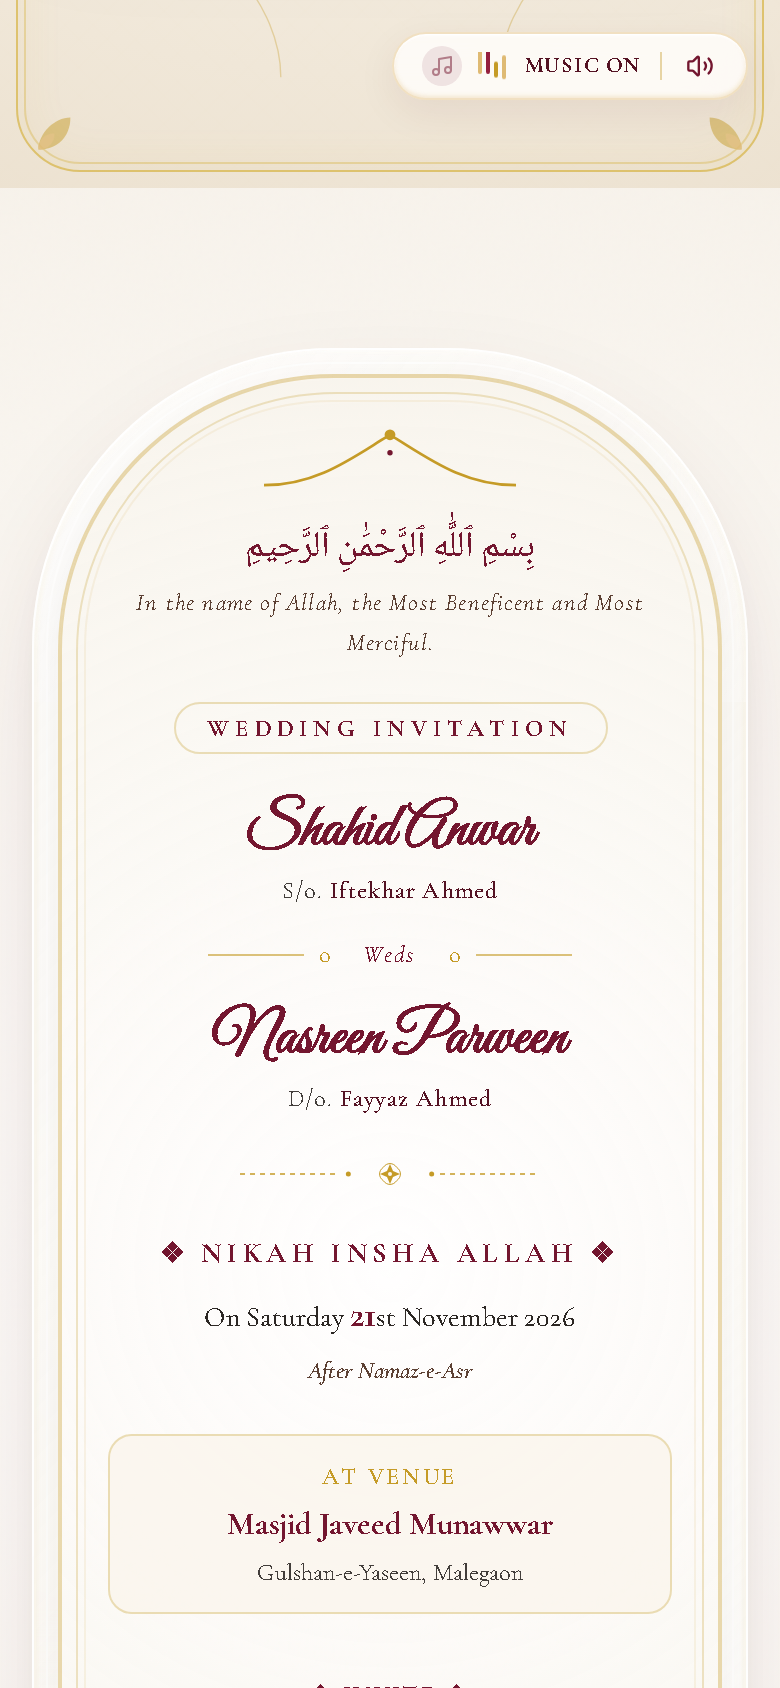 MUSIC ON
بِسْمِ ٱللَّٰهِ ٱلرَّحْمَٰنِ ٱلرَّحِيمِ
In the name of Allah, the Most Beneficent and Most
Merciful.
WEDDING INVITATION
Shahid Anwar
S/o. Iftekhar Ahmed
Weds
Nasreen Parween
D/o. Fayyaz Ahmed
❖ NIKAH INSHA ALLAH ❖
On Saturday 21st November 2026
After Namaz-e-Asr
AT VENUE
Masjid Javeed Munawwar
Gulshan-e-Yaseen, Malegaon